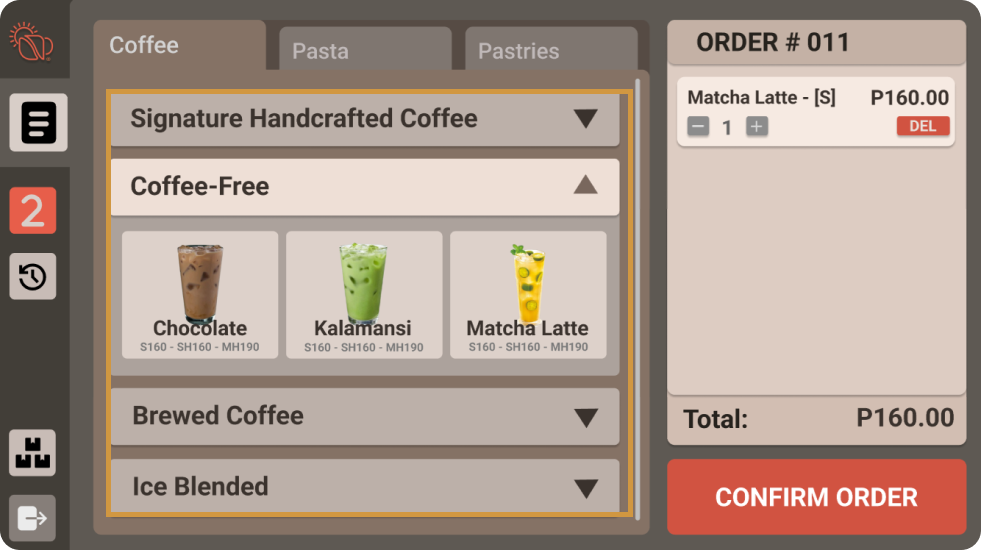 Coffee
Pasta
Pastries
Signature Handcrafted Coffee
Coffee-Free
Chocolate
S160 - SH160 - MH190
Kalamansi
S160 - SH160 - MH190
Matcha Latte
S160 - SH160 - MH190
Brewed Coffee
Ice Blended
2
ORDER # 011
Matcha Latte - [S] P160.00
1 DEL
Total: P160.00
CONFIRM ORDER